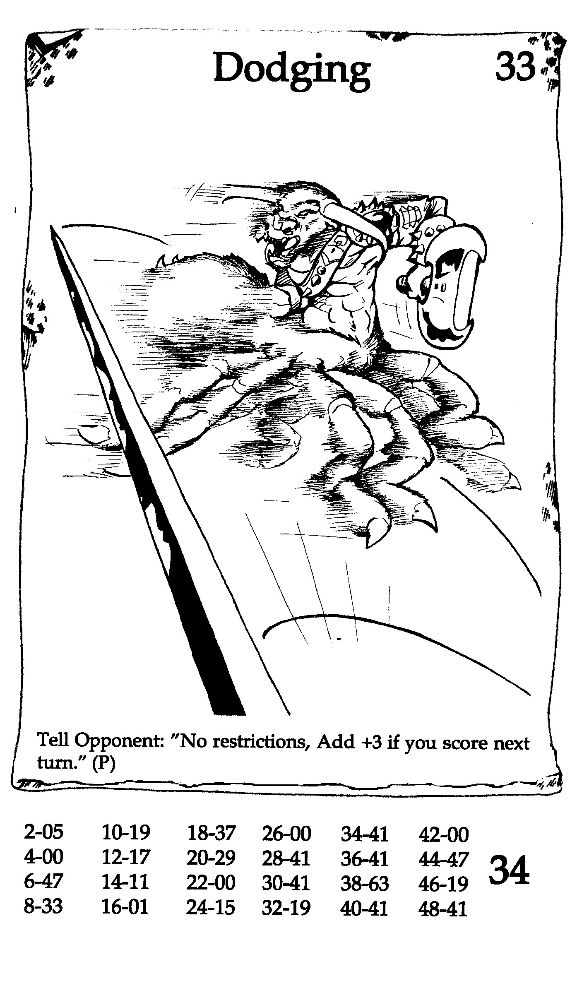 Dodging 33
Tell Opponent: "No restrictions, Add +3 if you score next
turn." (P)
2-05 10-19 18-37 26-00 34-41 42-00
4-00 12-17 20-29 28-41 36-41 44-47
6-47 14-11 22-00 30-41 38-63 46-19
8-33 16-01 24-15 32-19 40-41 48-41
34